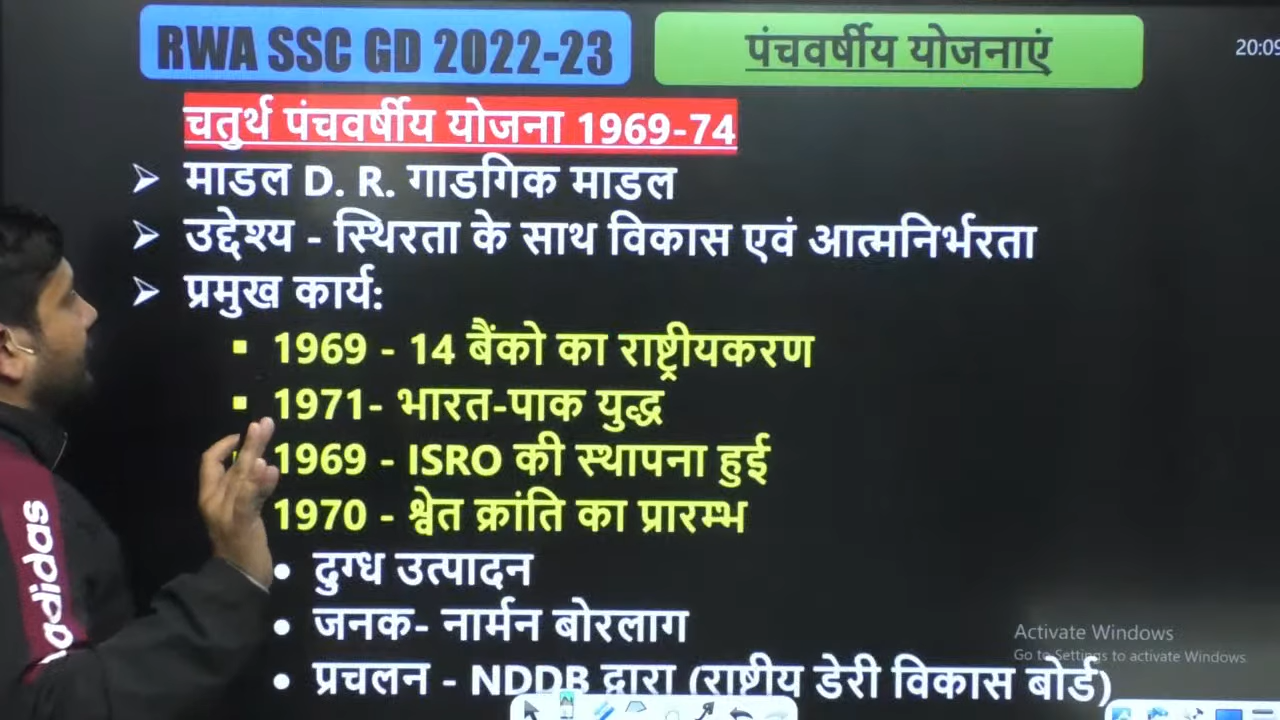 RWA SSC GD 2022-23
पंचवर्षीय योजनाएं
20:09
चतुर्थ पंचवर्षीय योजना 1969-74
माडल D. R. गाडगिक माडल
उद्देश्य - स्थिरता के साथ विकास एवं आत्मनिर्भरता
प्रमुख कार्य:
1969 - 14 बैंको का राष्ट्रीयकरण
1971- भारत-पाक युद्ध
1969 - ISRO की स्थापना हुई
1970 - श्वेत क्रांति का प्रारम्भ
दुग्ध उत्पादन
जनक- नार्मन बोरलाग
प्रचलन - NDDB द्वारा (राष्ट्रीय डेरी विकास बोर्ड)
adidas
Activate Windows
Go to Settings to activate Windows.